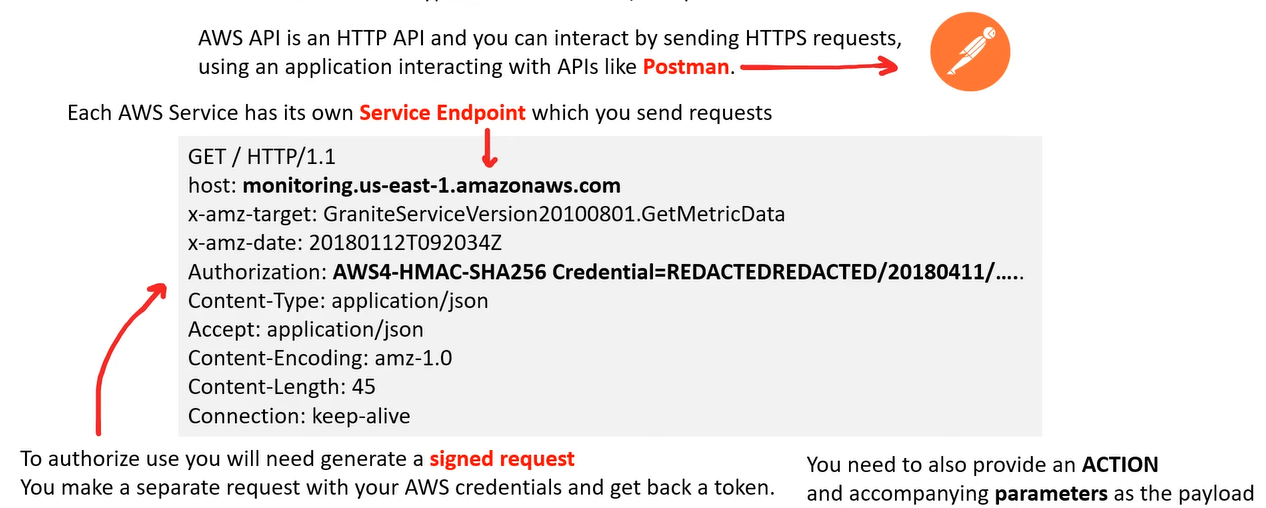 AWS API is an HTTP API and you can interact by sending HTTPS requests,
using an application interacting with APIs like Postman.
Each AWS Service has its own Service Endpoint which you send requests
GET / HTTP/1.1
host: monitoring.us-east-1.amazonaws.com
x-amz-target: GraniteServiceVersion20100801.GetMetricData
x-amz-date: 20180112T092034Z
Authorization: AWS4-HMAC-SHA256 Credential=REDACTEDREDACTED/20180411/…..
Content-Type: application/json
Accept: application/json
Content-Encoding: amz-1.0
Content-Length: 45
Connection: keep-alive
To authorize use you will need generate a signed request
You make a separate request with your AWS credentials and get back a token.
You need to also provide an ACTION
and accompanying parameters as the payload